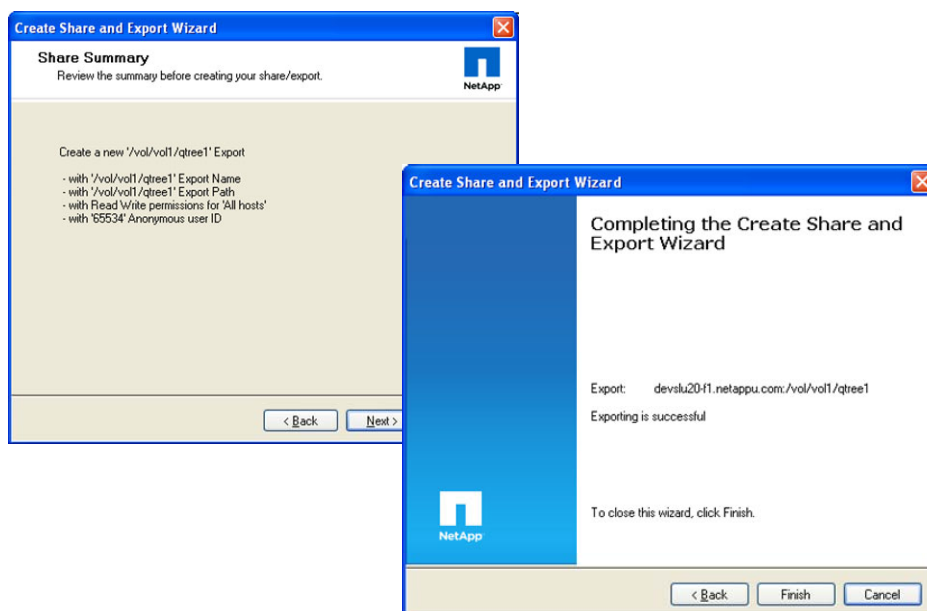 Create Share and Export Wizard
Share Summary
Review the summary before creating your share/export.
NetApp
Create a new '/vol/vol1/qtree1' Export
- with '/vol/vol1/qtree1' Export Name
- with '/vol/vol1/qtree1' Export Path
- with Read Write permissions for 'All hosts'
- with '65534' Anonymous user ID
< Back
Next >
Create Share and Export Wizard
Completing the Create Share and
Export Wizard
Export: devslu20-f1.netappu.com:/vol/vol1/qtree1
Exporting is successful
To close this wizard, click Finish.
NetApp
< Back
Finish
Cancel